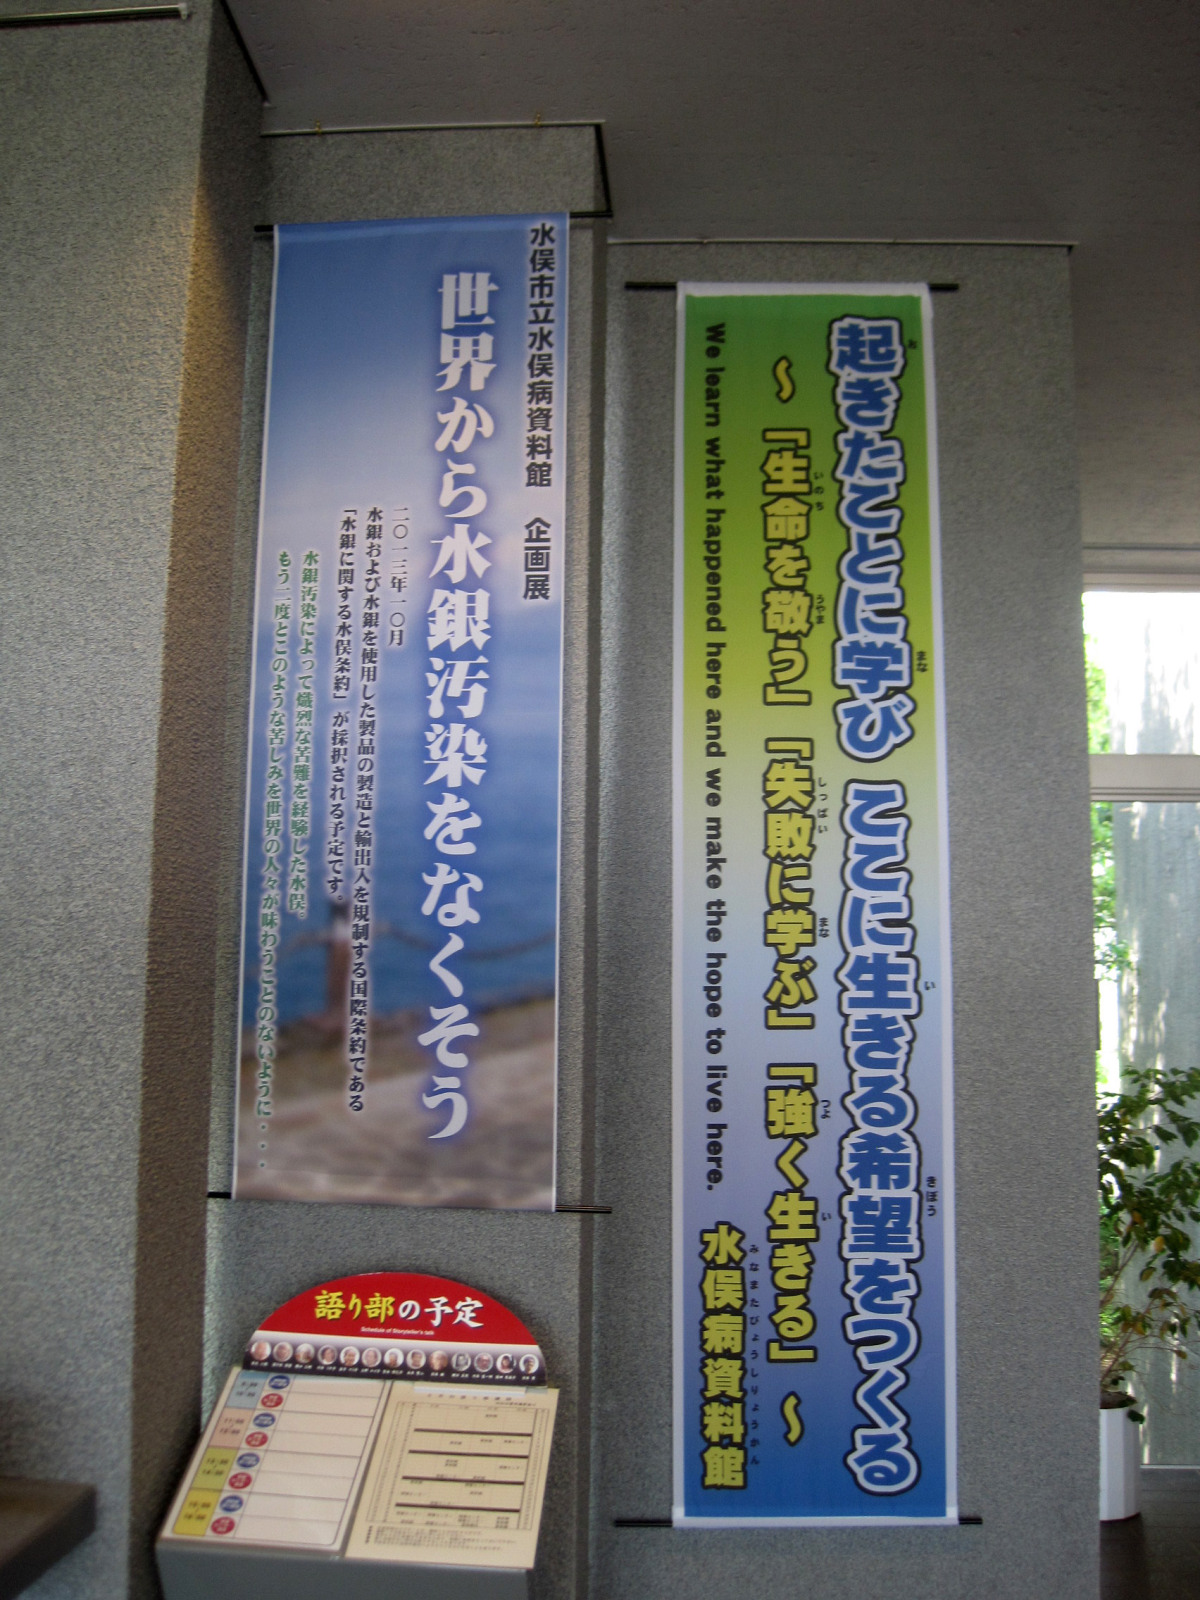 水俣市立水俣病資料館 企画展
世界から水銀汚染をなくそう
二〇一三年一〇月
水銀および水銀を使用した製品の製造と輸出入を規制する国際条約である
「水銀に関する水俣条約」が採択される予定です。
水銀汚染によって熾烈な苦難を経験した水俣。
もう二度とこのような苦しみを世界の人々が味わうことのないように・・・
起きたことに学び ここに生きる希望をつくる
～「生命を敬う」「失敗に学ぶ」「強く生きる」～
We learn what happened here and we make the hope to live here.
水俣病資料館
語り部の予定
Schedule of Storyteller's talk